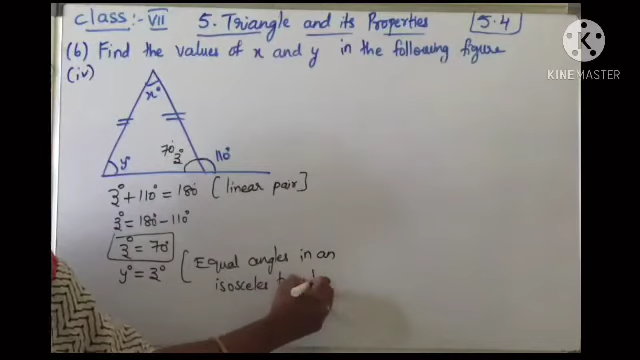 Class:- VII 5. Triangle and its Properties 5.4
(6) Find the values of x and y in the following figure
(iv)
x°
y° 70° z° 110°
z° + 110° = 180° [linear pair]
z° = 180° - 110°
z° = 70°
y° = z° [Equal angles in an
isosceles
K
KINEMASTER